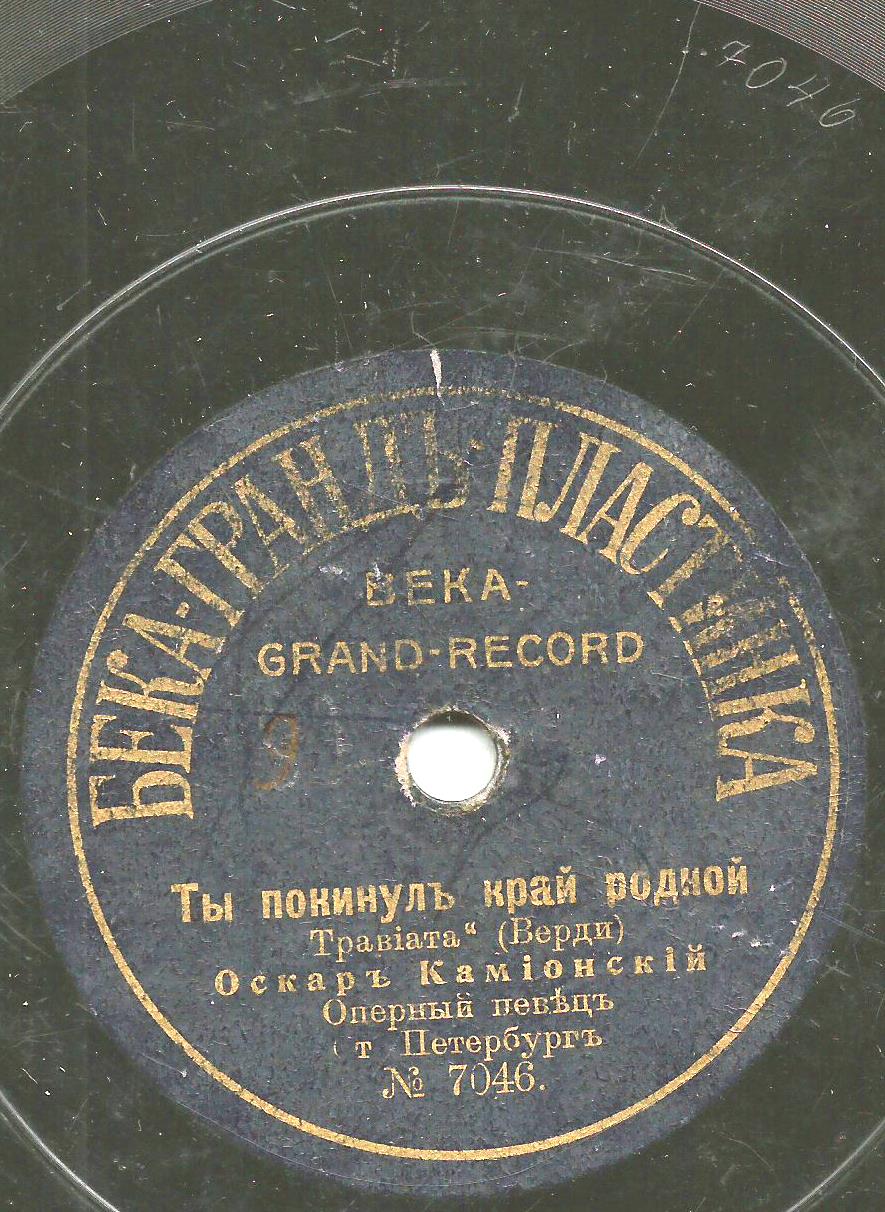 7046
БЕКА-ГРАНДЪ-ПЛАСТИНКА
BEKA-
GRAND-RECORD
9
Ты покинулъ край родной
Травіата“ (Верди)
Оскаръ Каміонскій
Оперный певѣцъ
т Петербургъ
№ 7046.